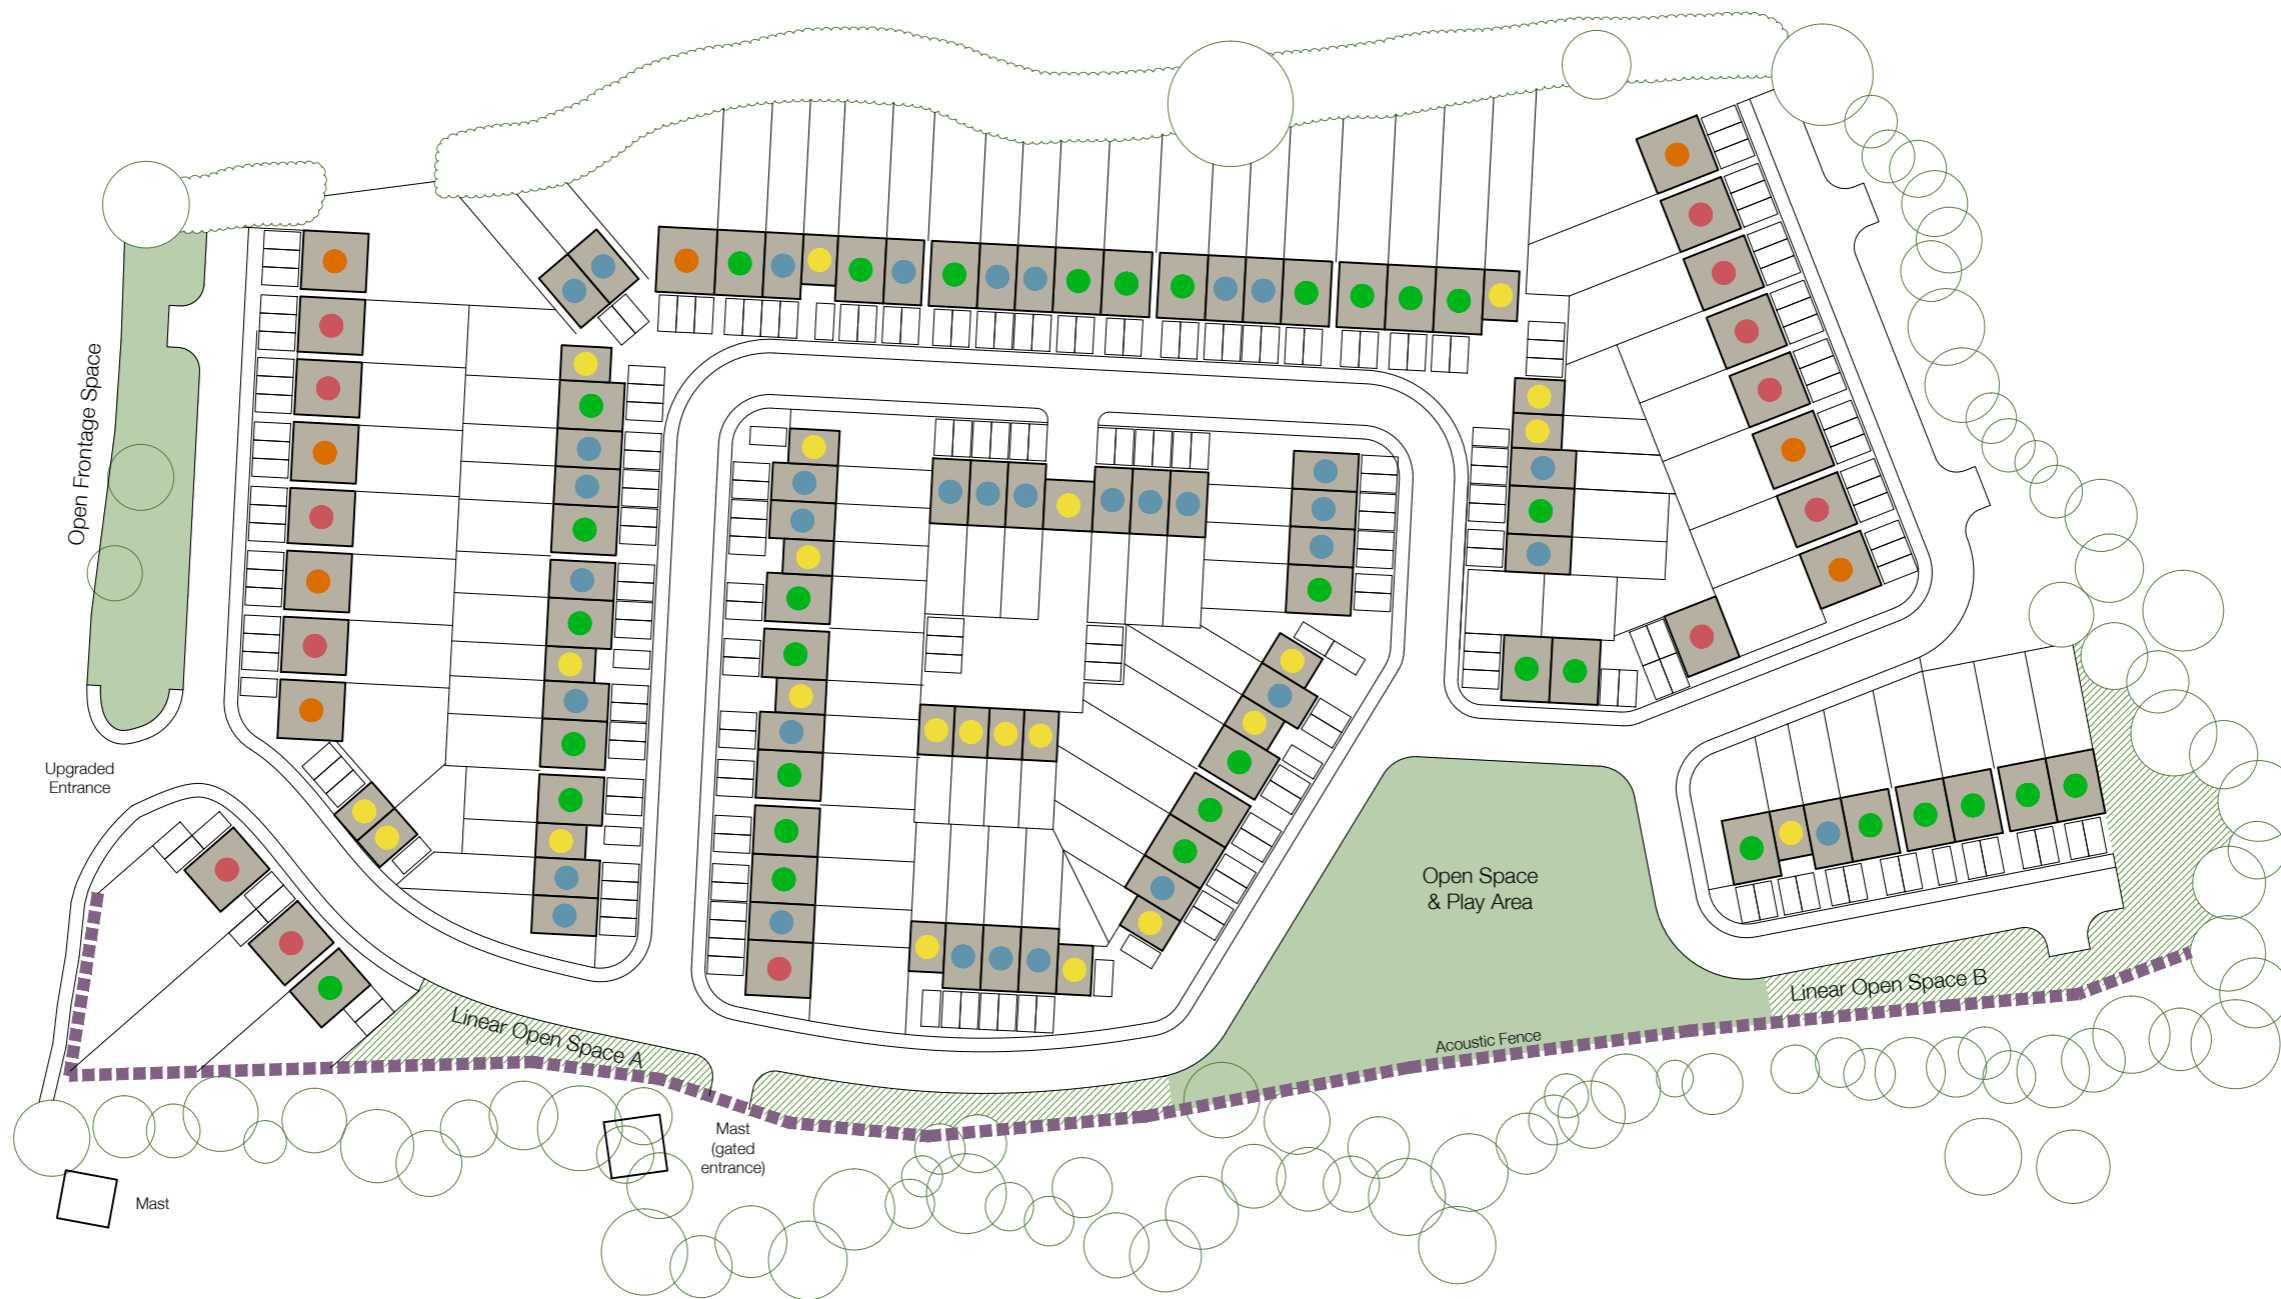 Open Frontage Space
Upgraded
Entrance
Open Space
& Play Area
Linear Open Space B
Linear Open Space A
Acoustic Fence
Mast
(gated
entrance)
Mast